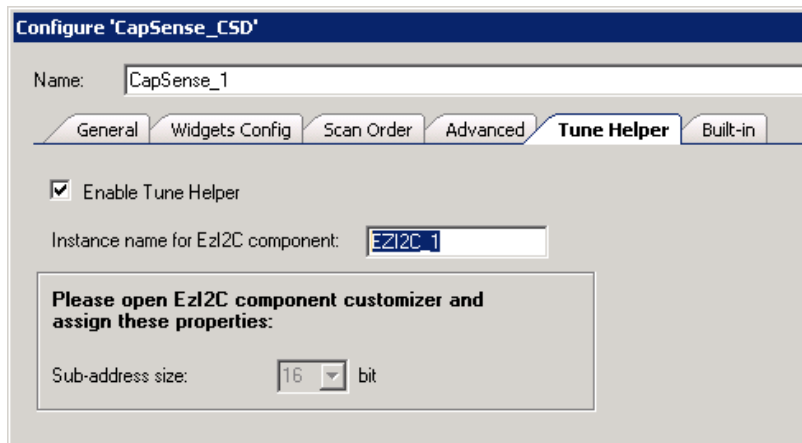 Configure 'CapSense_CSD'
Name: CapSense_1
General Widgets Config Scan Order Advanced Tune Helper Built-in
Enable Tune Helper
Instance name for EzI2C component: EZI2C_1
Please open EzI2C component customizer and
assign these properties:
Sub-address size: 16 bit